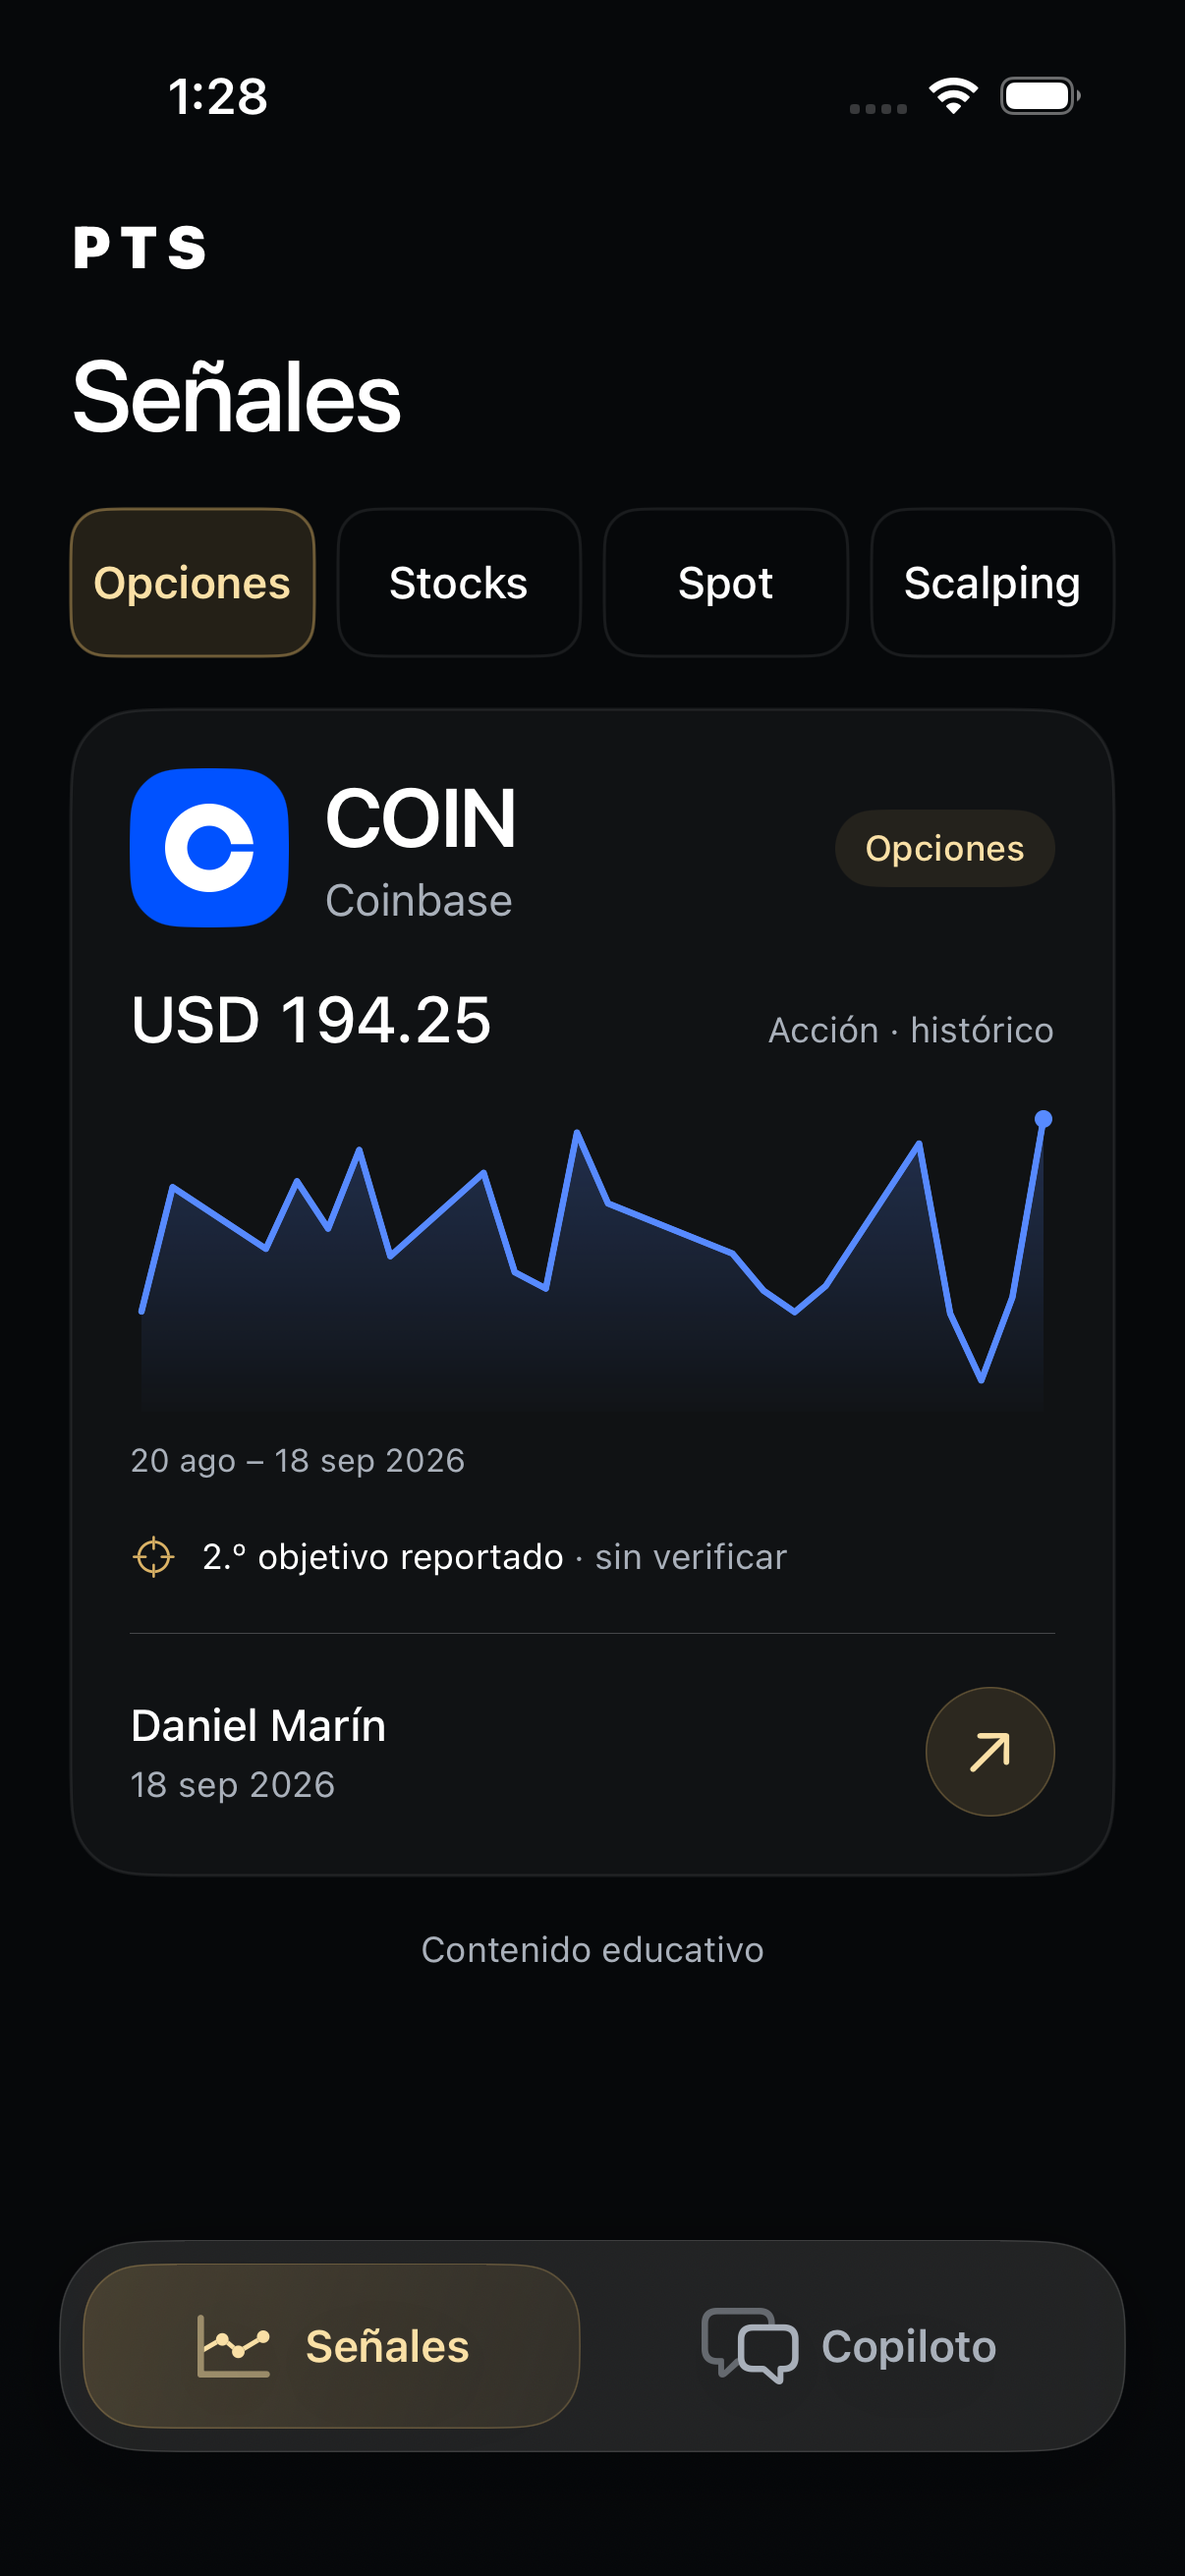 1:28
PTS
Señales
Opciones Stocks Spot Scalping
COIN
Coinbase
Opciones
USD 194.25
Acción · histórico
20 ago – 18 sep 2026
2.º objetivo reportado · sin verificar
Daniel Marín
18 sep 2026
Contenido educativo
Señales Copiloto